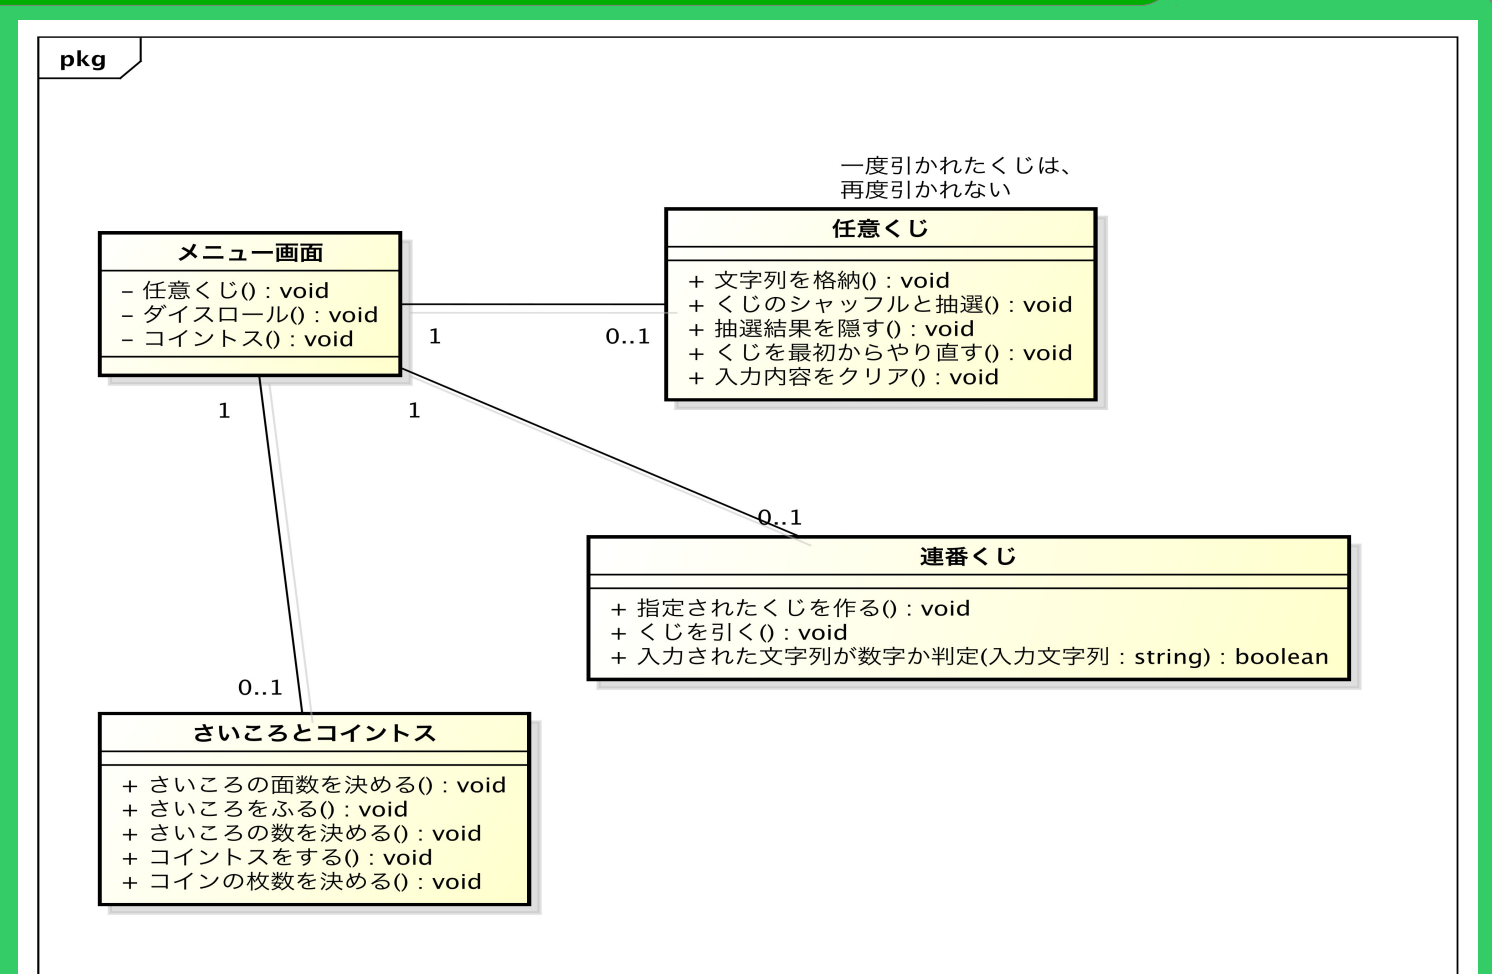 pkg
一度引かれたくじは、
再度引かれない
任意くじ
+ 文字列を格納() : void
+ くじのシャッフルと抽選() : void
+ 抽選結果を隠す() : void
+ くじを最初からやり直す() : void
+ 入力内容をクリア() : void
メニュー画面
– 任意くじ() : void
– ダイスロール() : void
– コイントス() : void
1
0..1
1
1
0..1
連番くじ
+ 指定されたくじを作る() : void
+ くじを引く() : void
+ 入力された文字列が数字か判定(入力文字列 : string) : boolean
0..1
さいころとコイントス
+ さいころの面数を決める() : void
+ さいころをふる() : void
+ さいころの数を決める() : void
+ コイントスをする() : void
+ コインの枚数を決める() : void